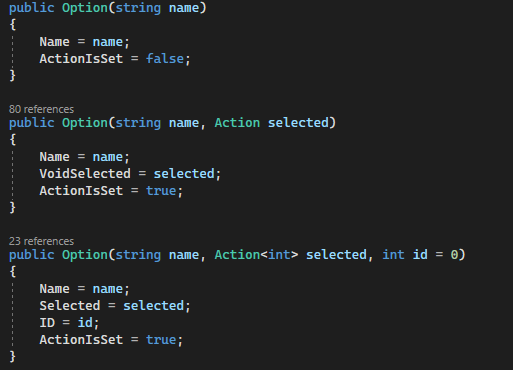 public Option(string name)
{
    Name = name;
    ActionIsSet = false;
}
80 references
public Option(string name, Action selected)
{
    Name = name;
    VoidSelected = selected;
    ActionIsSet = true;
}
23 references
public Option(string name, Action<int> selected, int id = 0)
{
    Name = name;
    Selected = selected;
    ID = id;
    ActionIsSet = true;
}